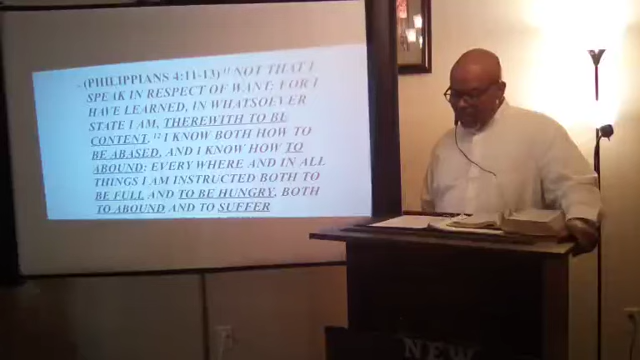 (PHILIPPIANS 4:11-13) 11 NOT THAT I
SPEAK IN RESPECT OF WANT: FOR I
HAVE LEARNED, IN WHATSOEVER
STATE I AM, THEREWITH TO BE
CONTENT. 12 I KNOW BOTH HOW TO
BE ABASED, AND I KNOW HOW TO
ABOUND: EVERY WHERE AND IN ALL
THINGS I AM INSTRUCTED BOTH TO
BE FULL AND TO BE HUNGRY, BOTH
TO ABOUND AND TO SUFFER
NEW